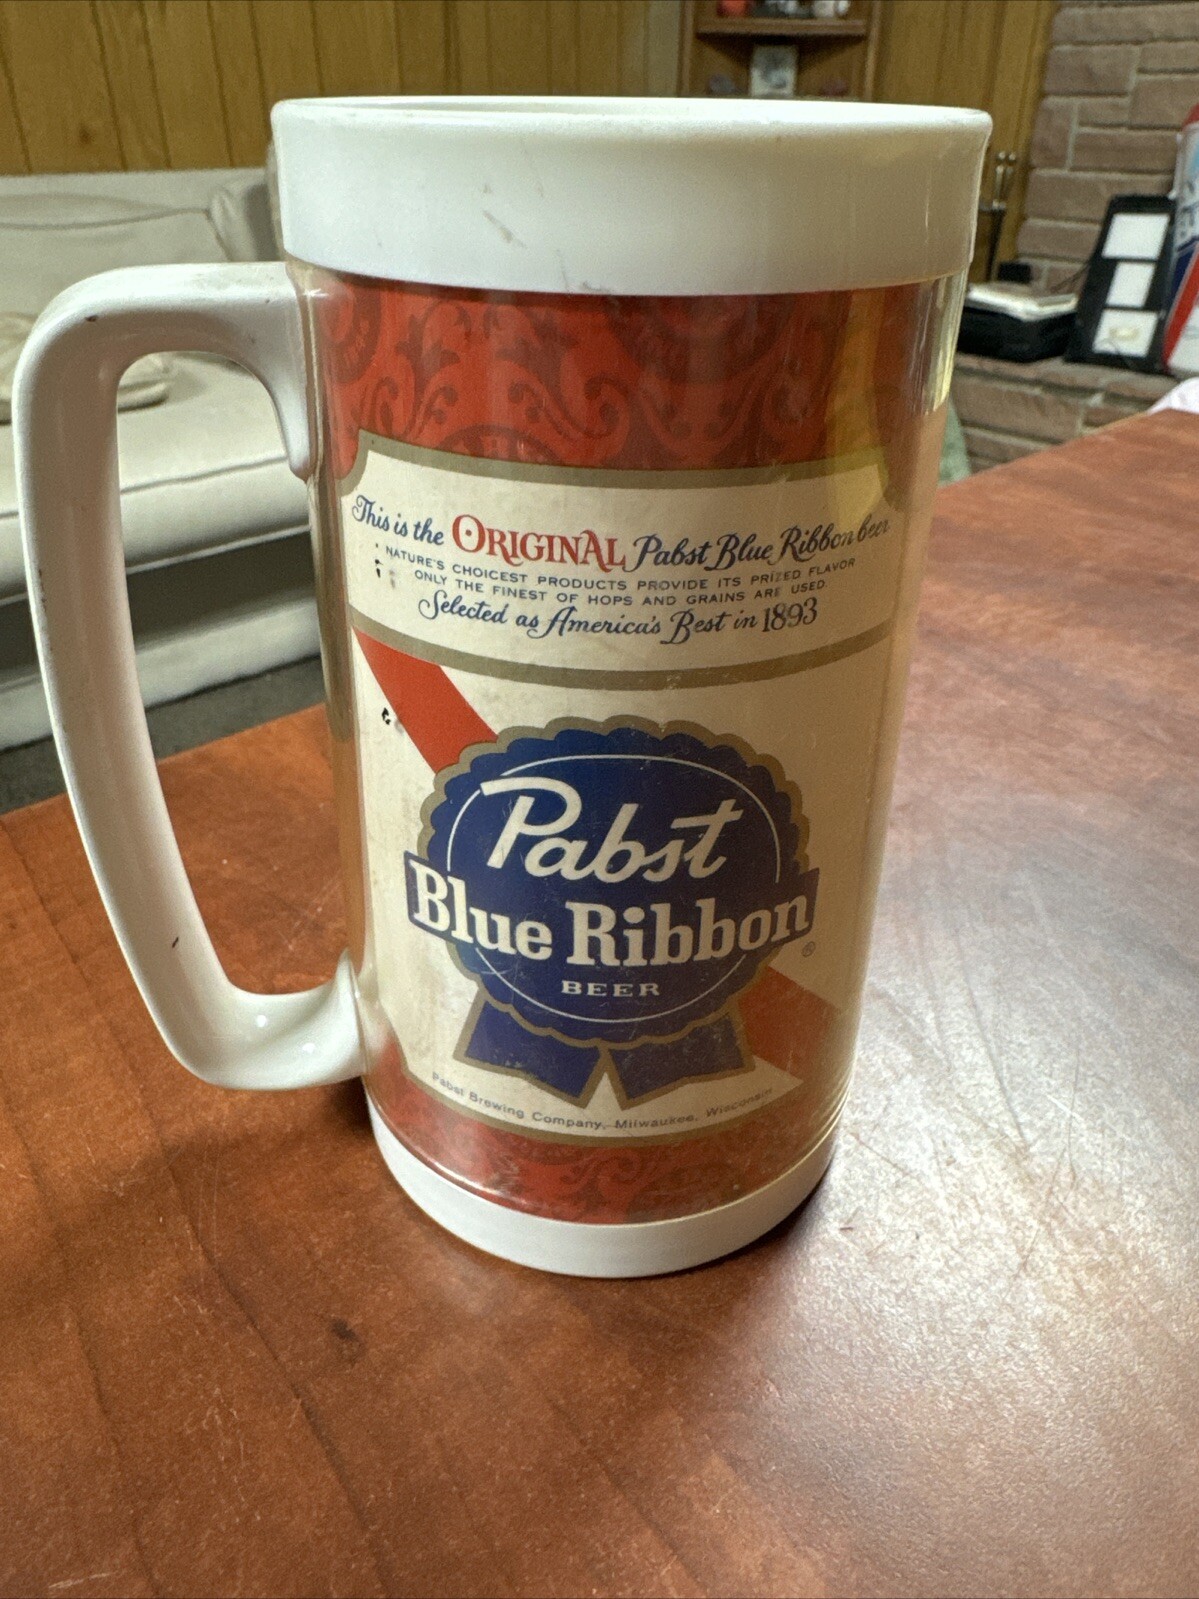 This is the ORIGINAL Pabst Blue Ribbon beer
NATURE'S CHOICEST PRODUCTS PROVIDE ITS PRIZED FLAVOR
ONLY THE FINEST OF HOPS AND GRAINS ARE USED
Selected as America's Best in 1893
Pabst
Blue Ribbon®
BEER
Pabst Brewing Company, Milwaukee, Wisconsin